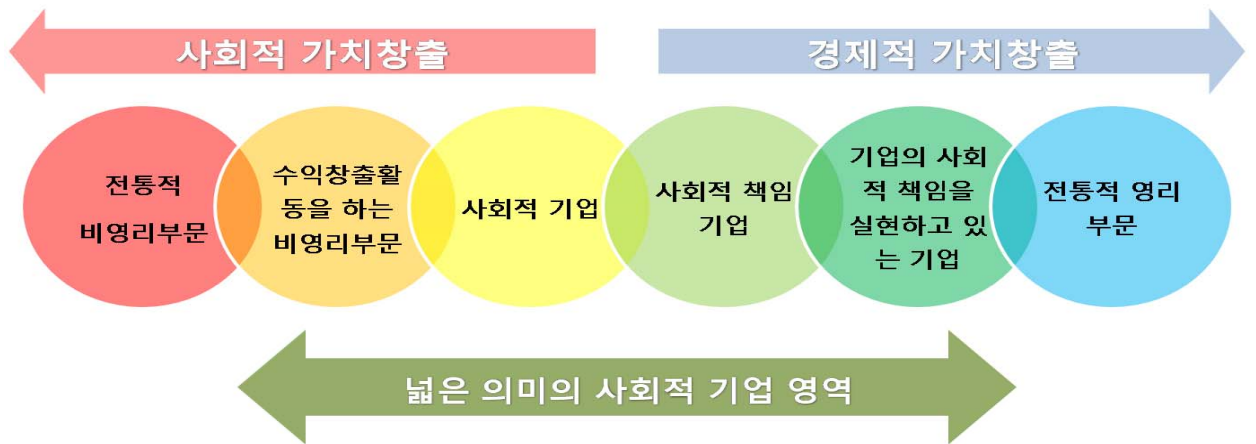 사회적 가치창출
경제적 가치창출
전통적
비영리부문
수익창출활
동을 하는
비영리부문
사회적 기업
사회적 책임
기업
기업의 사회
적 책임을
실현하고 있
는 기업
전통적 영리
부문
넓은 의미의 사회적 기업 영역